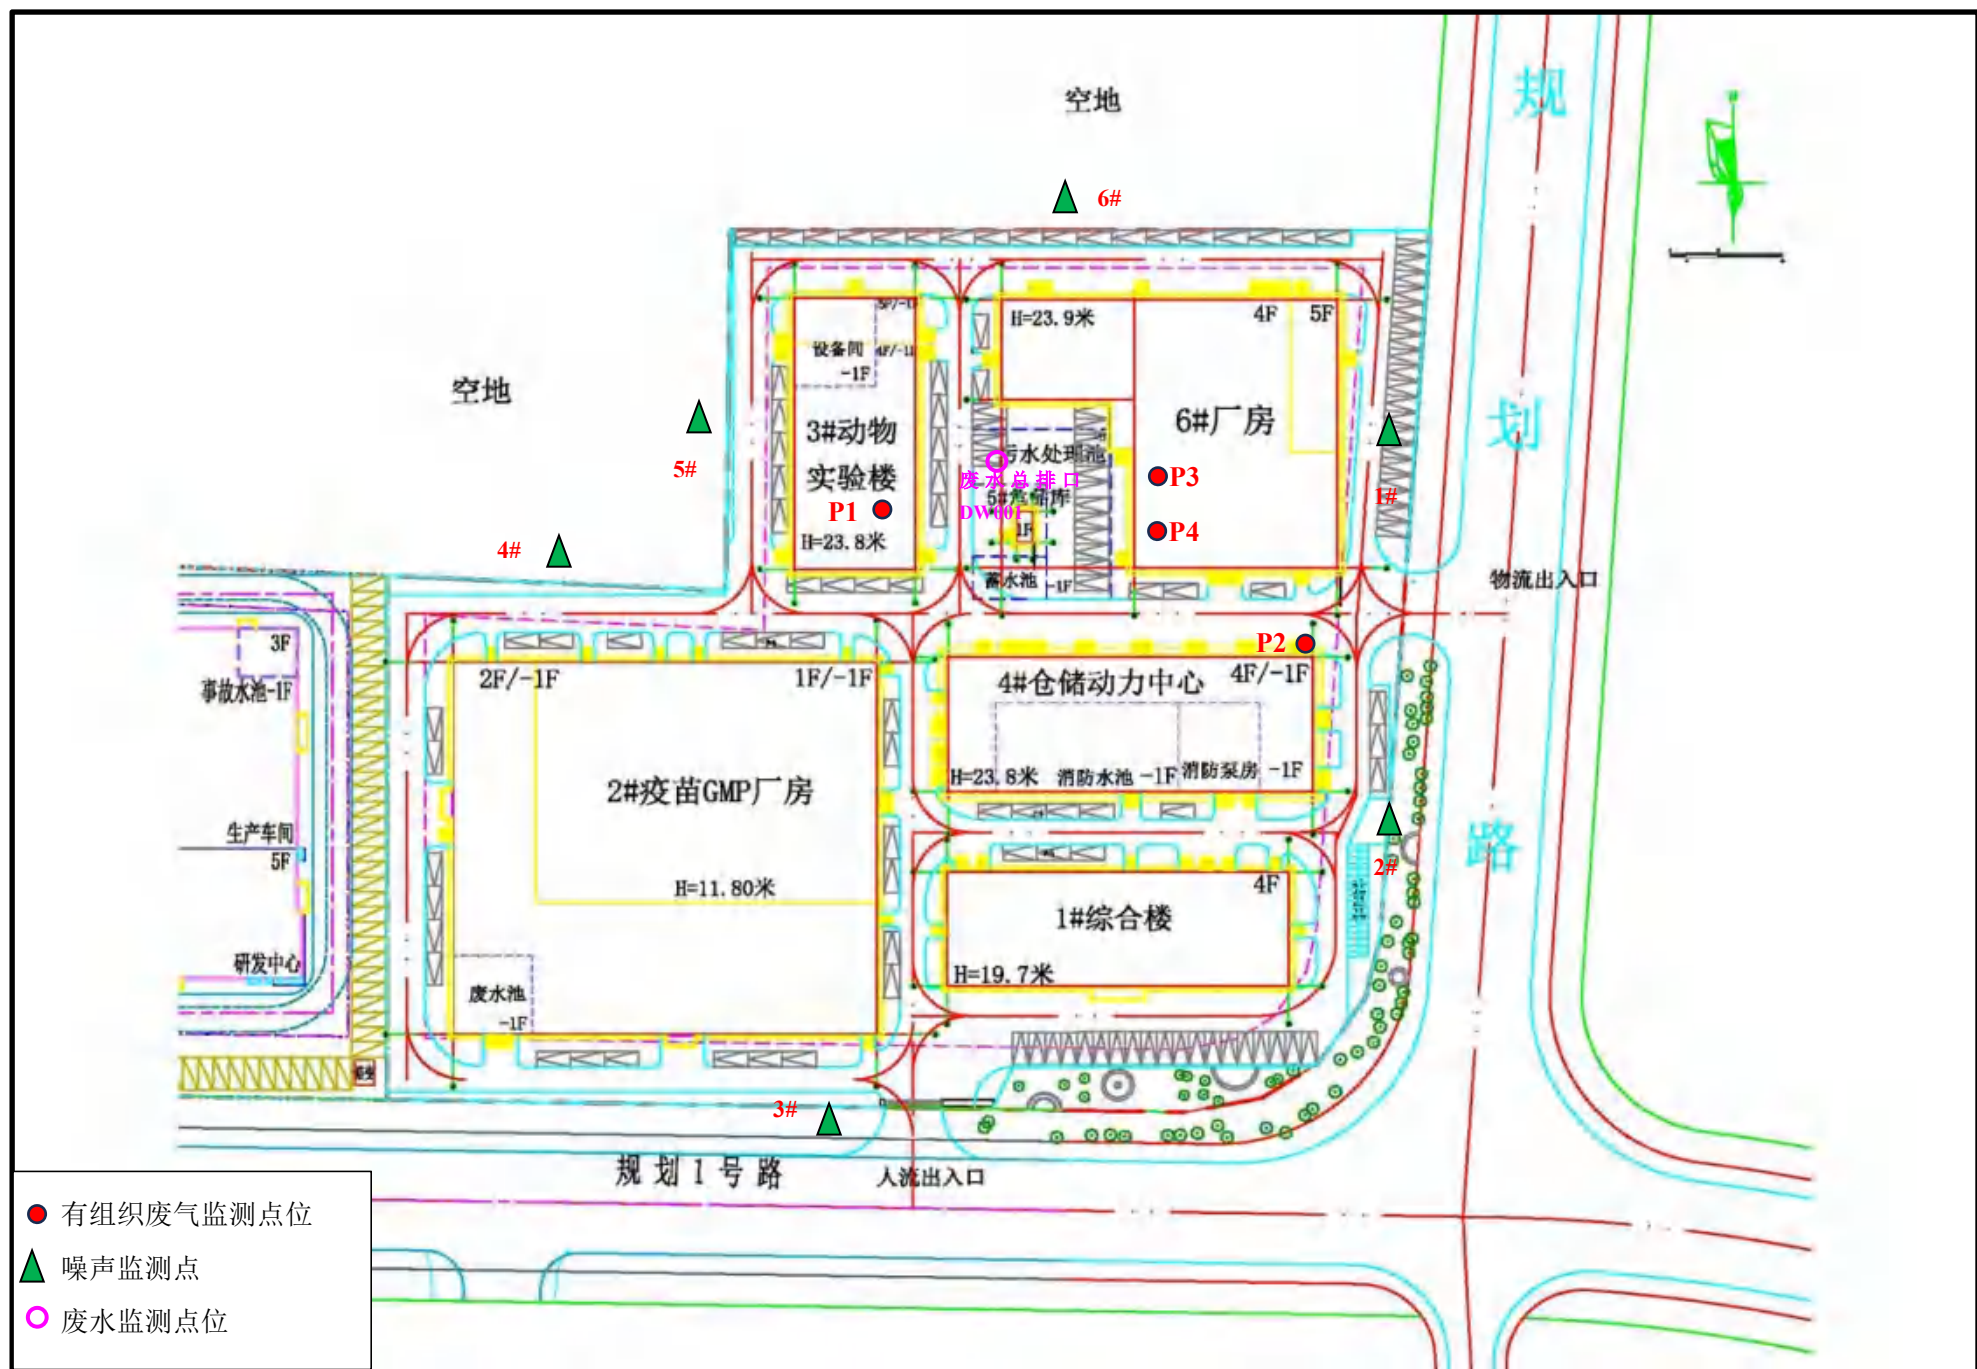 空地
规
划
路
6#
H=23.9米
4F
5F
设备间
-1F
空地
3#动物
实验楼
P1
H=23.8米
5#
4#
污水处理池
废水总排口
DW001
5#危品库
1F
蓄水池
-1F
6#厂房
P3
P4
1#
物流出入口
P2
3F
事故水池-1F
生产车间
5F
研发中心
2F/-1F
1F/-1F
2#疫苗GMP厂房
H=11.80米
废水池
-1F
4#仓储动力中心
4F/-1F
H=23.8米
消防水池 -1F
消防泵房 -1F
2#
4F
1#综合楼
H=19.7米
3#
规划1号路
人流出入口
有组织废气监测点位
噪声监测点
废水监测点位